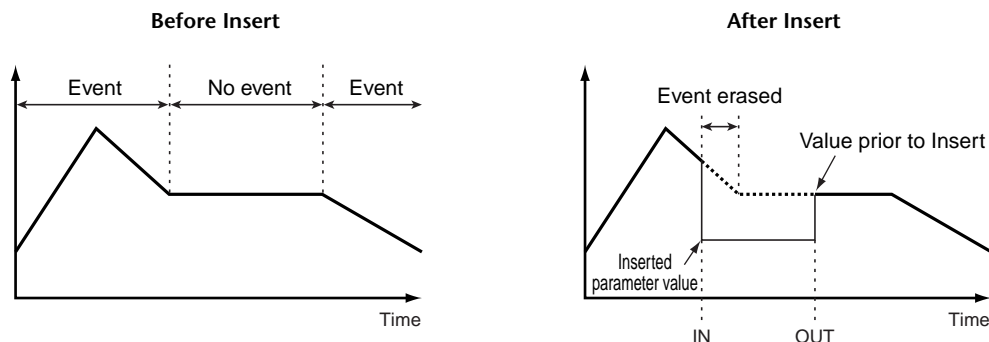 Before Insert
Event
No event
Event
Time
After Insert
Event erased
Value prior to Insert
Inserted
parameter value
Time
IN
OUT